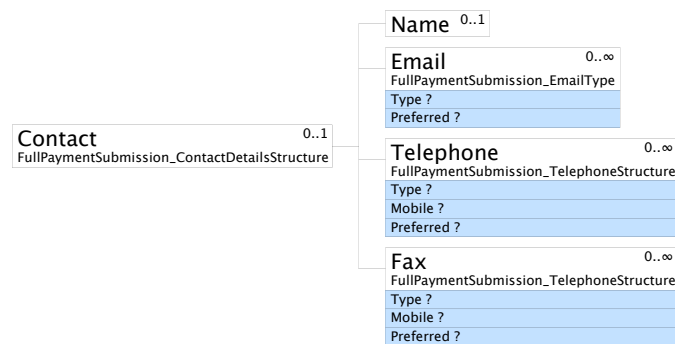 Name 0..1
Email 0..∞
FullPaymentSubmission_EmailType
Type ?
Preferred ?
Contact 0..1
FullPaymentSubmission_ContactDetailsStructure
Telephone 0..∞
FullPaymentSubmission_TelephoneStructure
Type ?
Mobile ?
Preferred ?
Fax 0..∞
FullPaymentSubmission_TelephoneStructure
Type ?
Mobile ?
Preferred ?